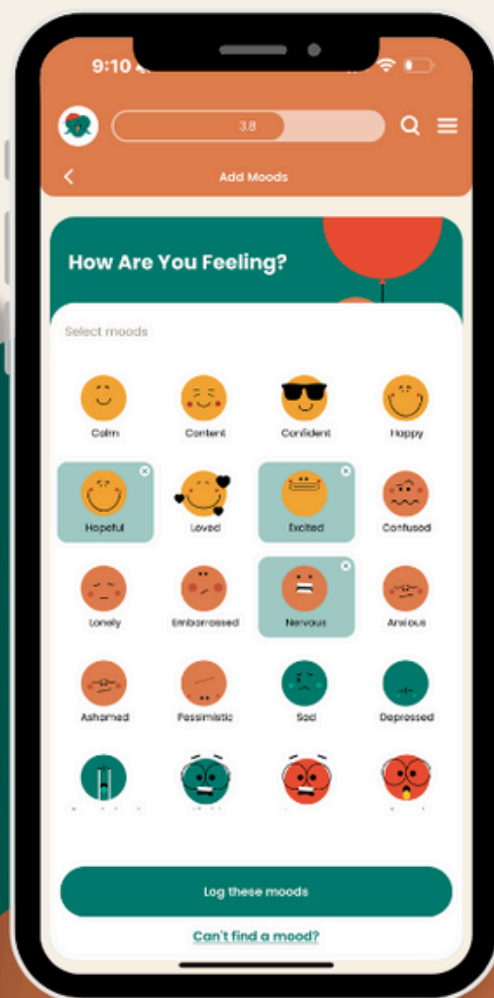 9:10
3.8
Add Moods
How Are You Feeling?
Select moods
Calm Content Confident Happy
Hopeful Loved Excited Confused
Lonely Embarrassed Nervous Anxious
Ashamed Pessimistic Sad Depressed
Log these moods
Can't find a mood?